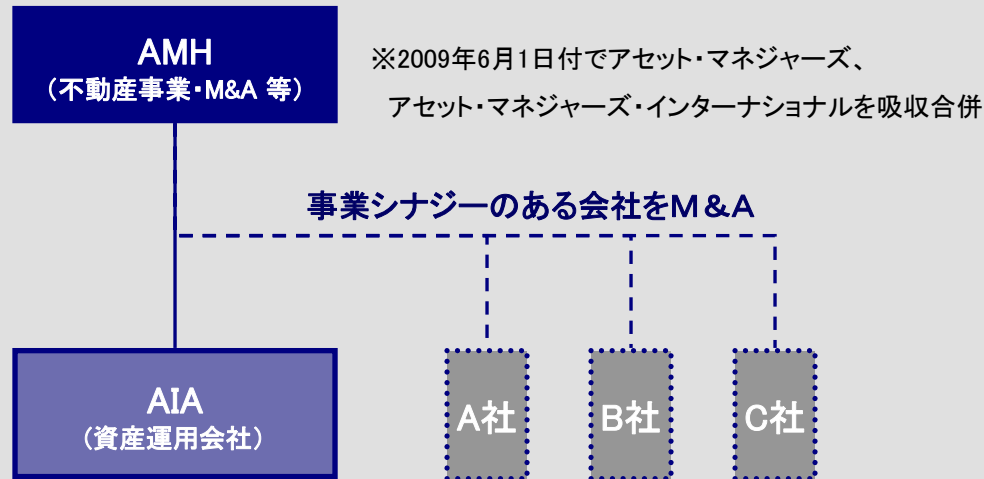 AMH
（不動産事業・M&A 等）
※2009年6月1日付でアセット・マネジャーズ、
アセット・マネジャーズ・インターナショナルを吸収合併
事業シナジーのある会社をＭ＆Ａ
AIA
（資産運用会社）
A社
B社
C社